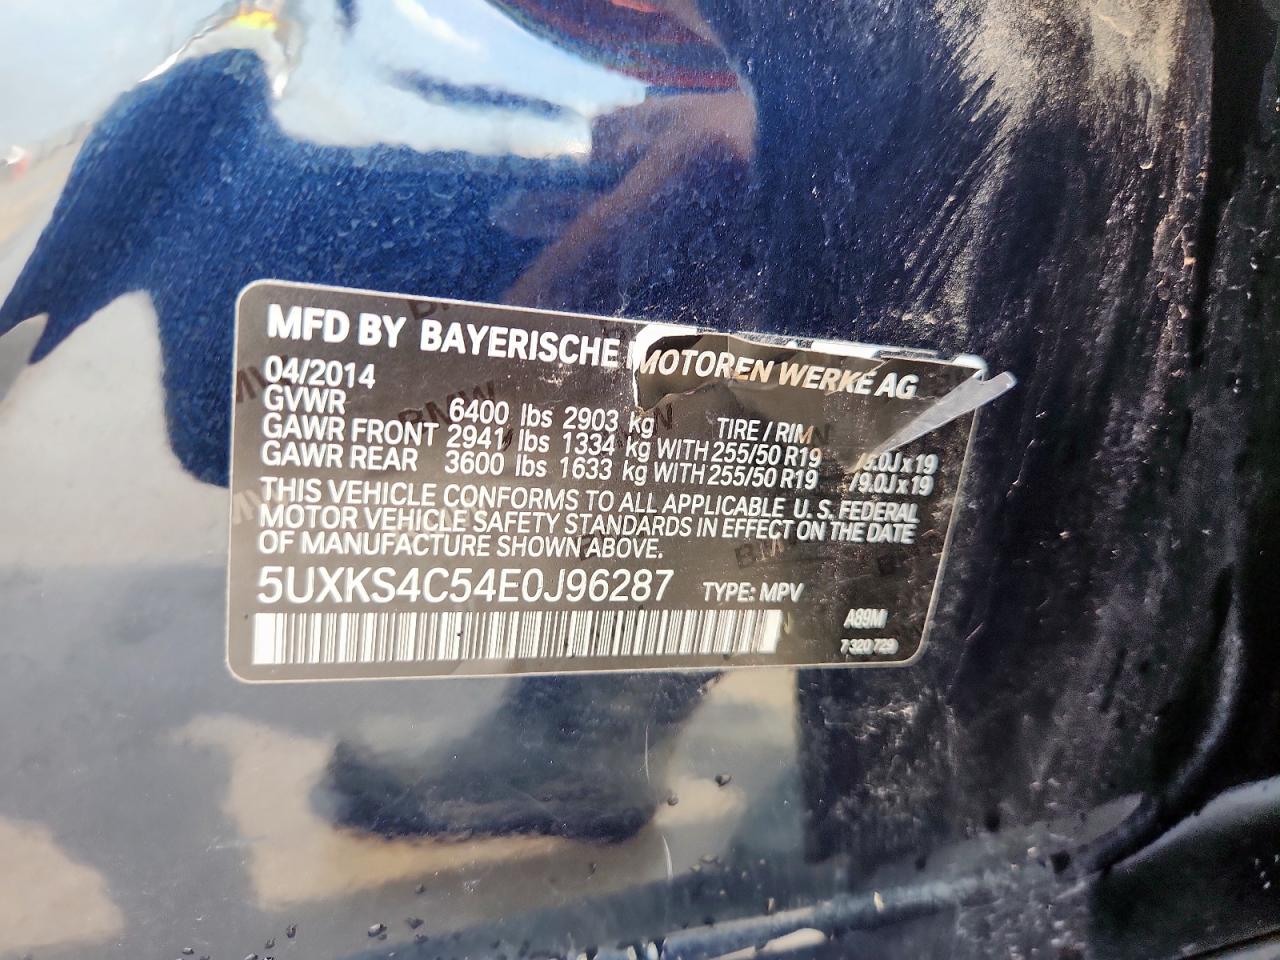 MFD BY BAYERISCHE MOTOREN WERKE AG
04/2014
GVWR 6400 lbs 2903 kg TIRE / RIM
GAWR FRONT 2941 lbs 1334 kg WITH 255/50 R19 /9.0J x 19
GAWR REAR 3600 lbs 1633 kg WITH 255/50 R19 /9.0J x 19
THIS VEHICLE CONFORMS TO ALL APPLICABLE U.S. FEDERAL
MOTOR VEHICLE SAFETY STANDARDS IN EFFECT ON THE DATE
OF MANUFACTURE SHOWN ABOVE.
5UXKS4C54E0J96287 TYPE: MPV
A89M
7 320 729